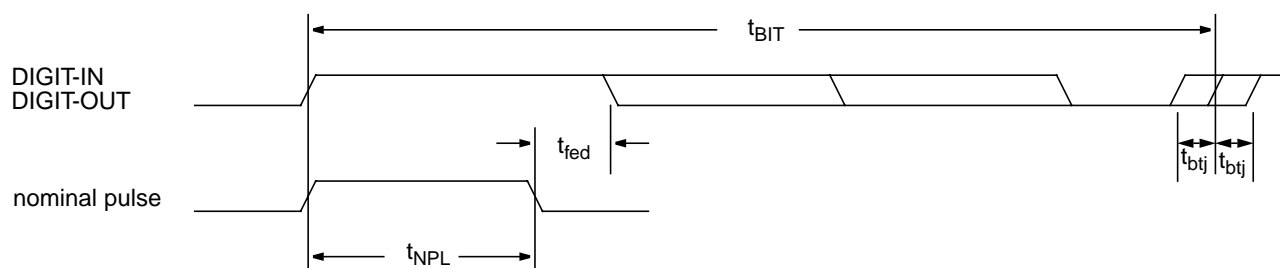 tBIT
DIGIT-IN
DIGIT-OUT
tfed
tbtj tbtj
nominal pulse
tNPL